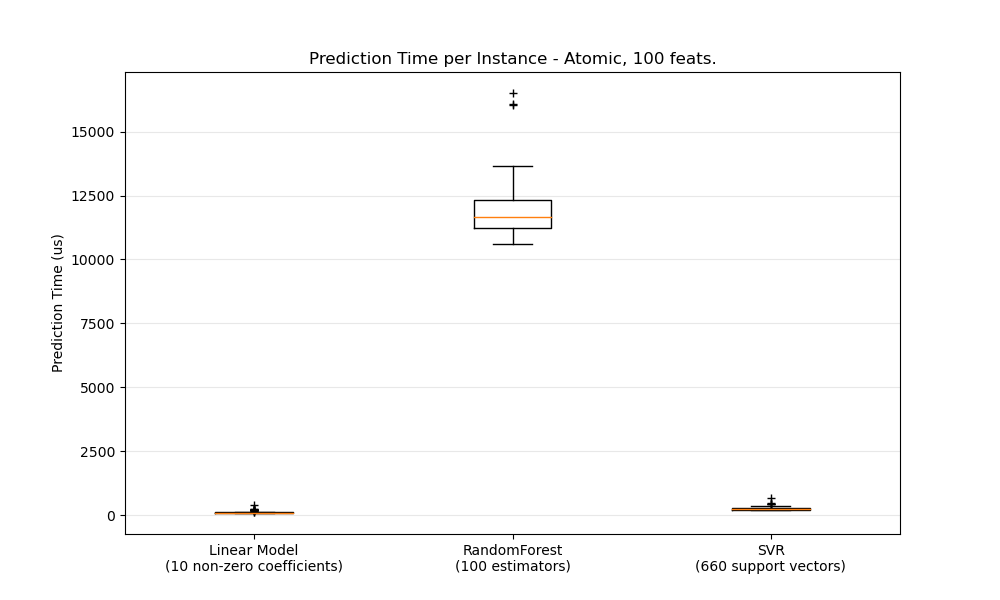 Prediction Time per Instance - Atomic, 100 feats.
Prediction Time (us)
15000
12500
10000
7500
5000
2500
0
Linear Model
(10 non-zero coefficients)
RandomForest
(100 estimators)
SVR
(660 support vectors)